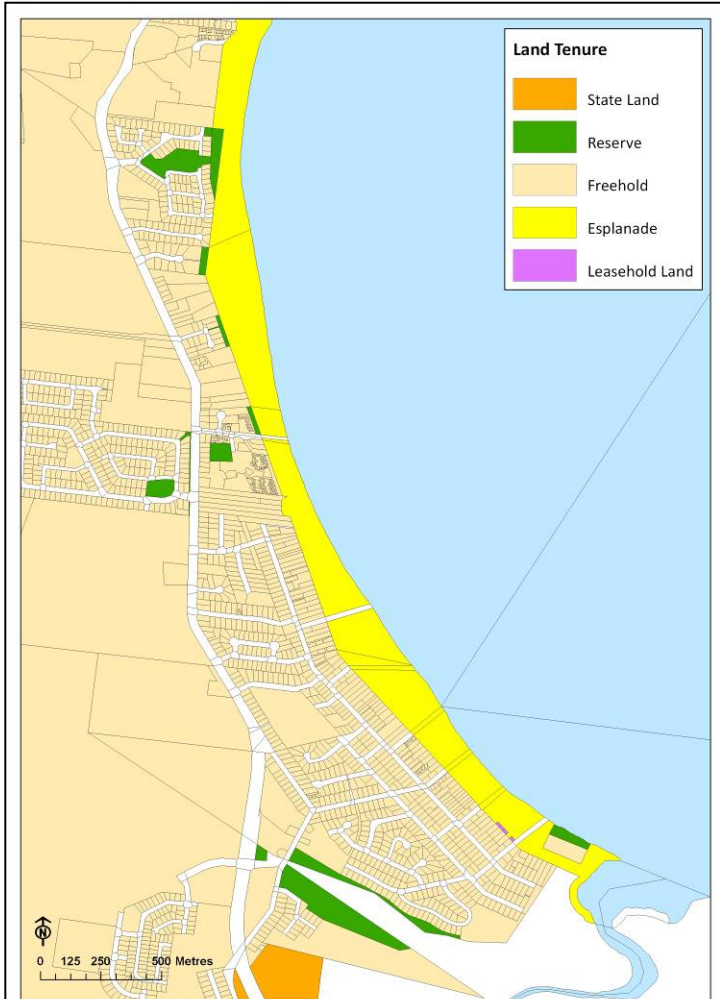 Land Tenure
State Land
Reserve
Freehold
Esplanade
Leasehold Land
N
0 125 250 500 Metres